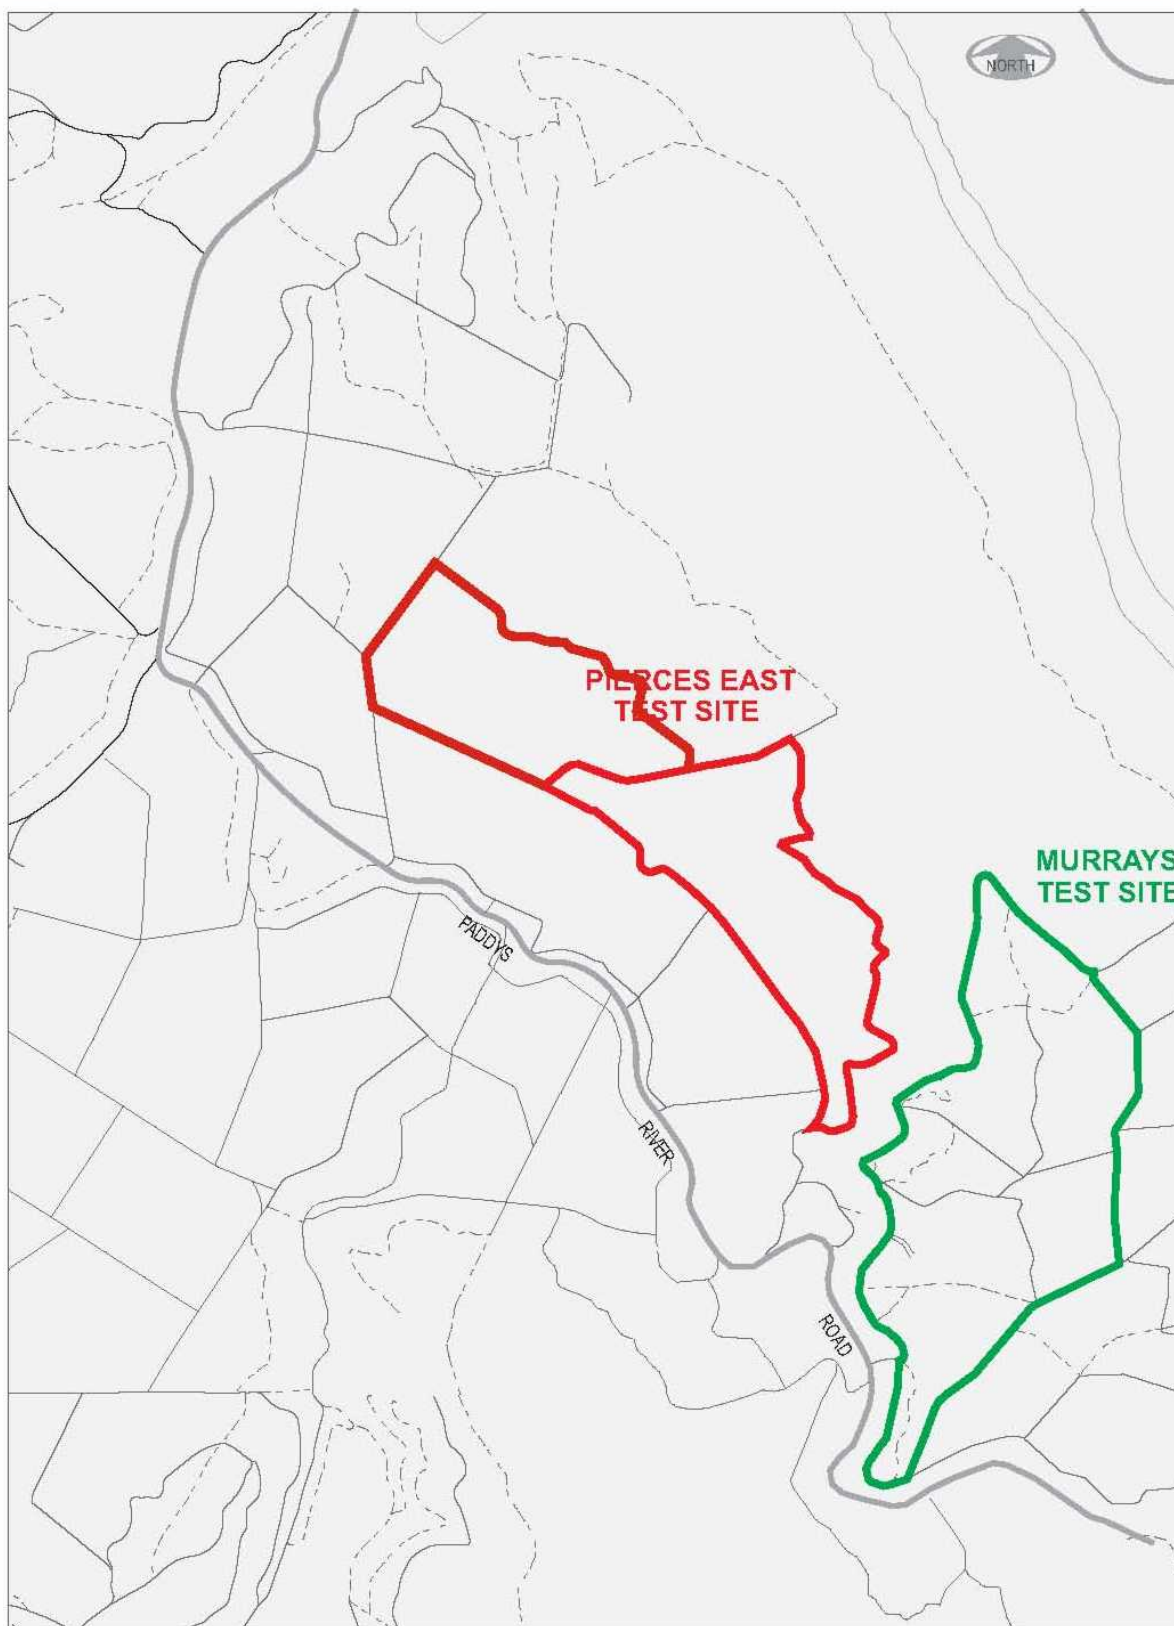 NORTH
PIERCES EAST
TEST SITE
MURRAYS
TEST SITE
PADDYS
RIVER
ROAD